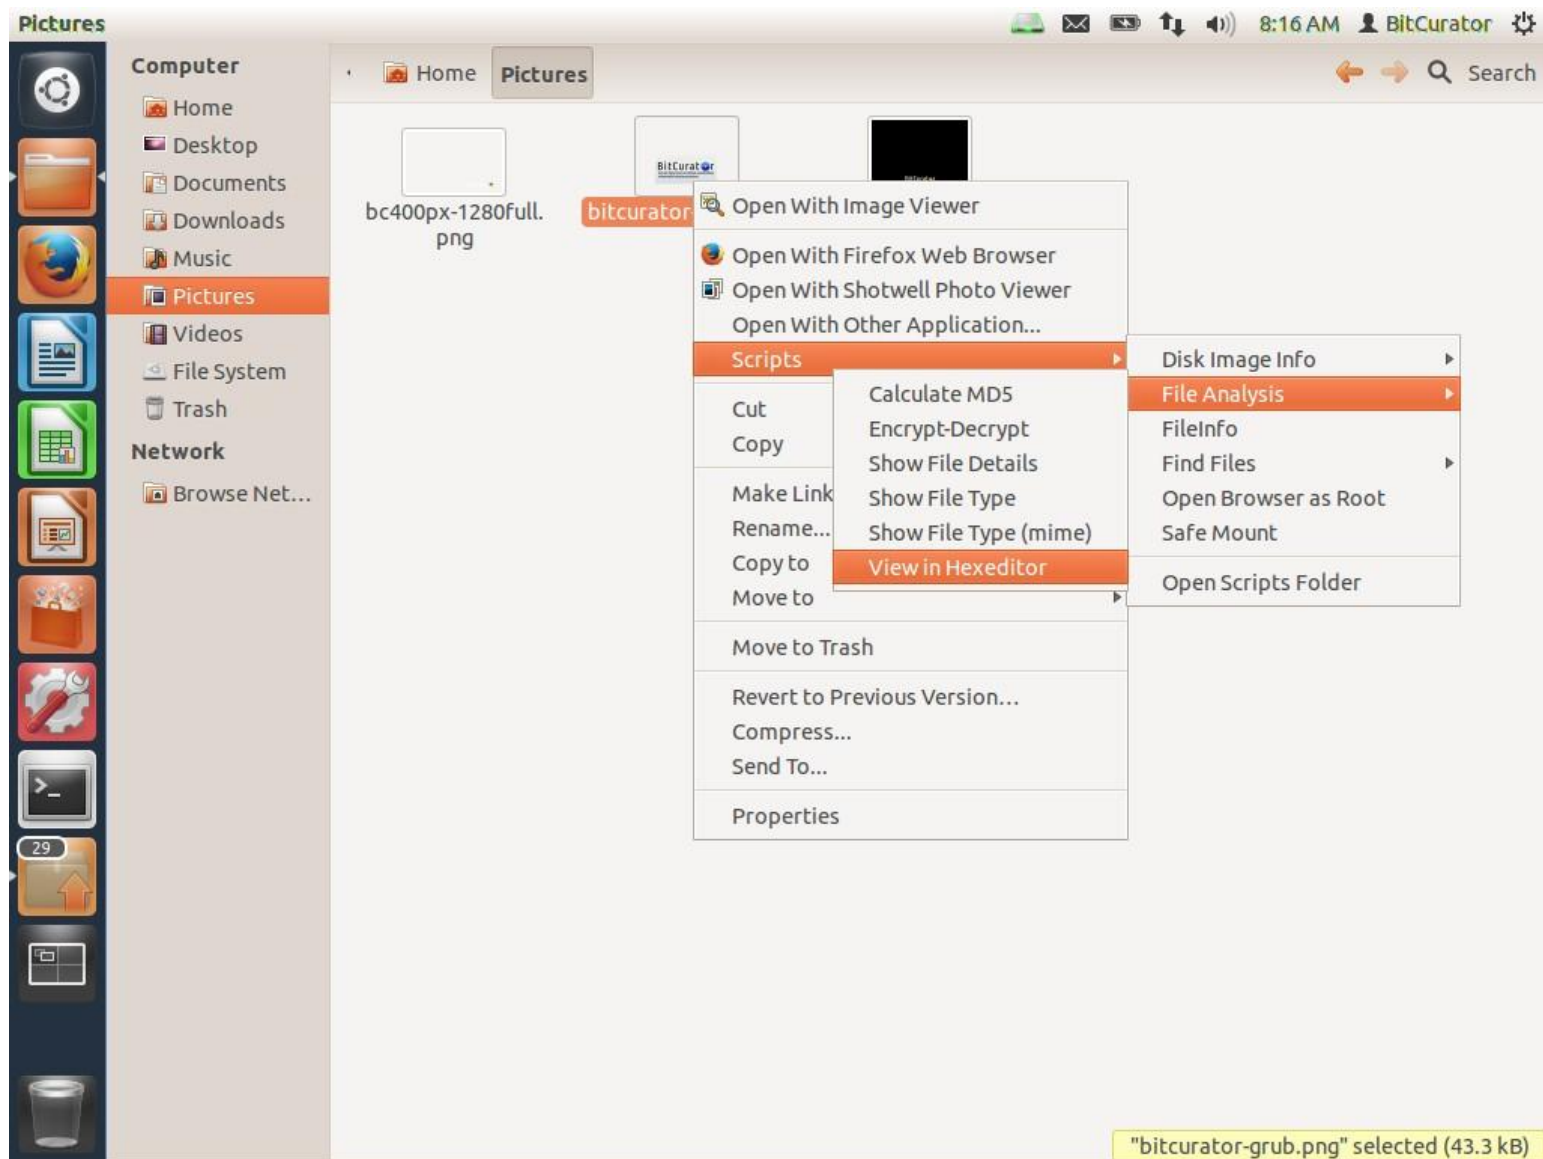 Pictures
8:16 AM BitCurator
Computer
Home
Desktop
Documents
Downloads
Music
Pictures
Videos
File System
Trash
Network
Browse Net...
Home Pictures
Search
bc400px-1280full.
png
BitCurator
bitcurator-
Open With Image Viewer
Open With Firefox Web Browser
Open With Shotwell Photo Viewer
Open With Other Application...
Scripts
Cut
Copy
Make Link
Rename...
Copy to
Move to
Move to Trash
Revert to Previous Version...
Compress...
Send To...
Properties
Calculate MD5
Encrypt-Decrypt
Show File Details
Show File Type
Show File Type (mime)
View in Hexeditor
Disk Image Info
File Analysis
FileInfo
Find Files
Open Browser as Root
Safe Mount
Open Scripts Folder
>_
29
"bitcurator-grub.png" selected (43.3 kB)